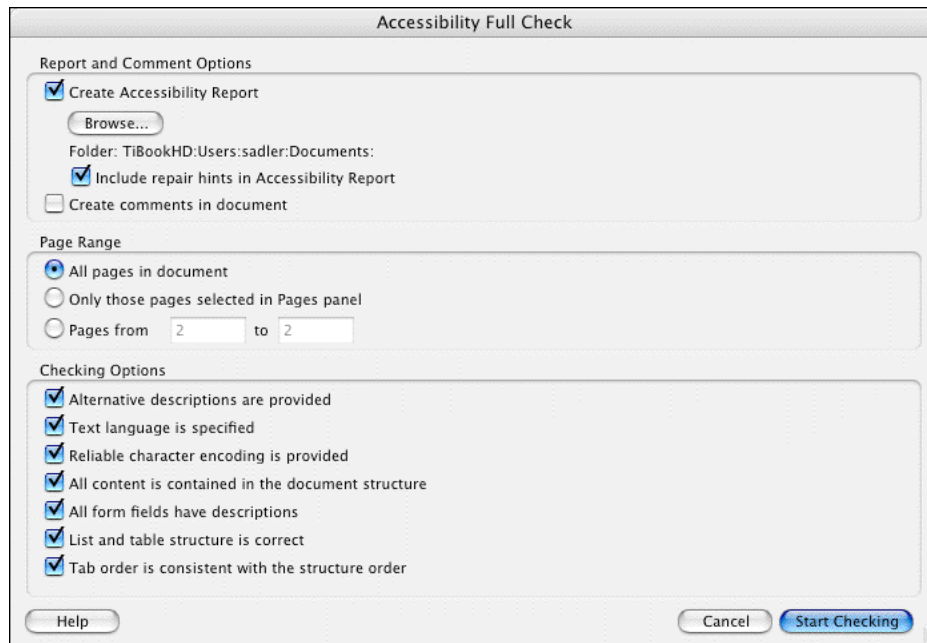 Accessibility Full Check
Report and Comment Options
Create Accessibility Report
Browse...
Folder: TiBookHD:Users:sadler:Documents:
Include repair hints in Accessibility Report
Create comments in document
Page Range
All pages in document
Only those pages selected in Pages panel
Pages from 2 to 2
Checking Options
Alternative descriptions are provided
Text language is specified
Reliable character encoding is provided
All content is contained in the document structure
All form fields have descriptions
List and table structure is correct
Tab order is consistent with the structure order
Help Cancel Start Checking